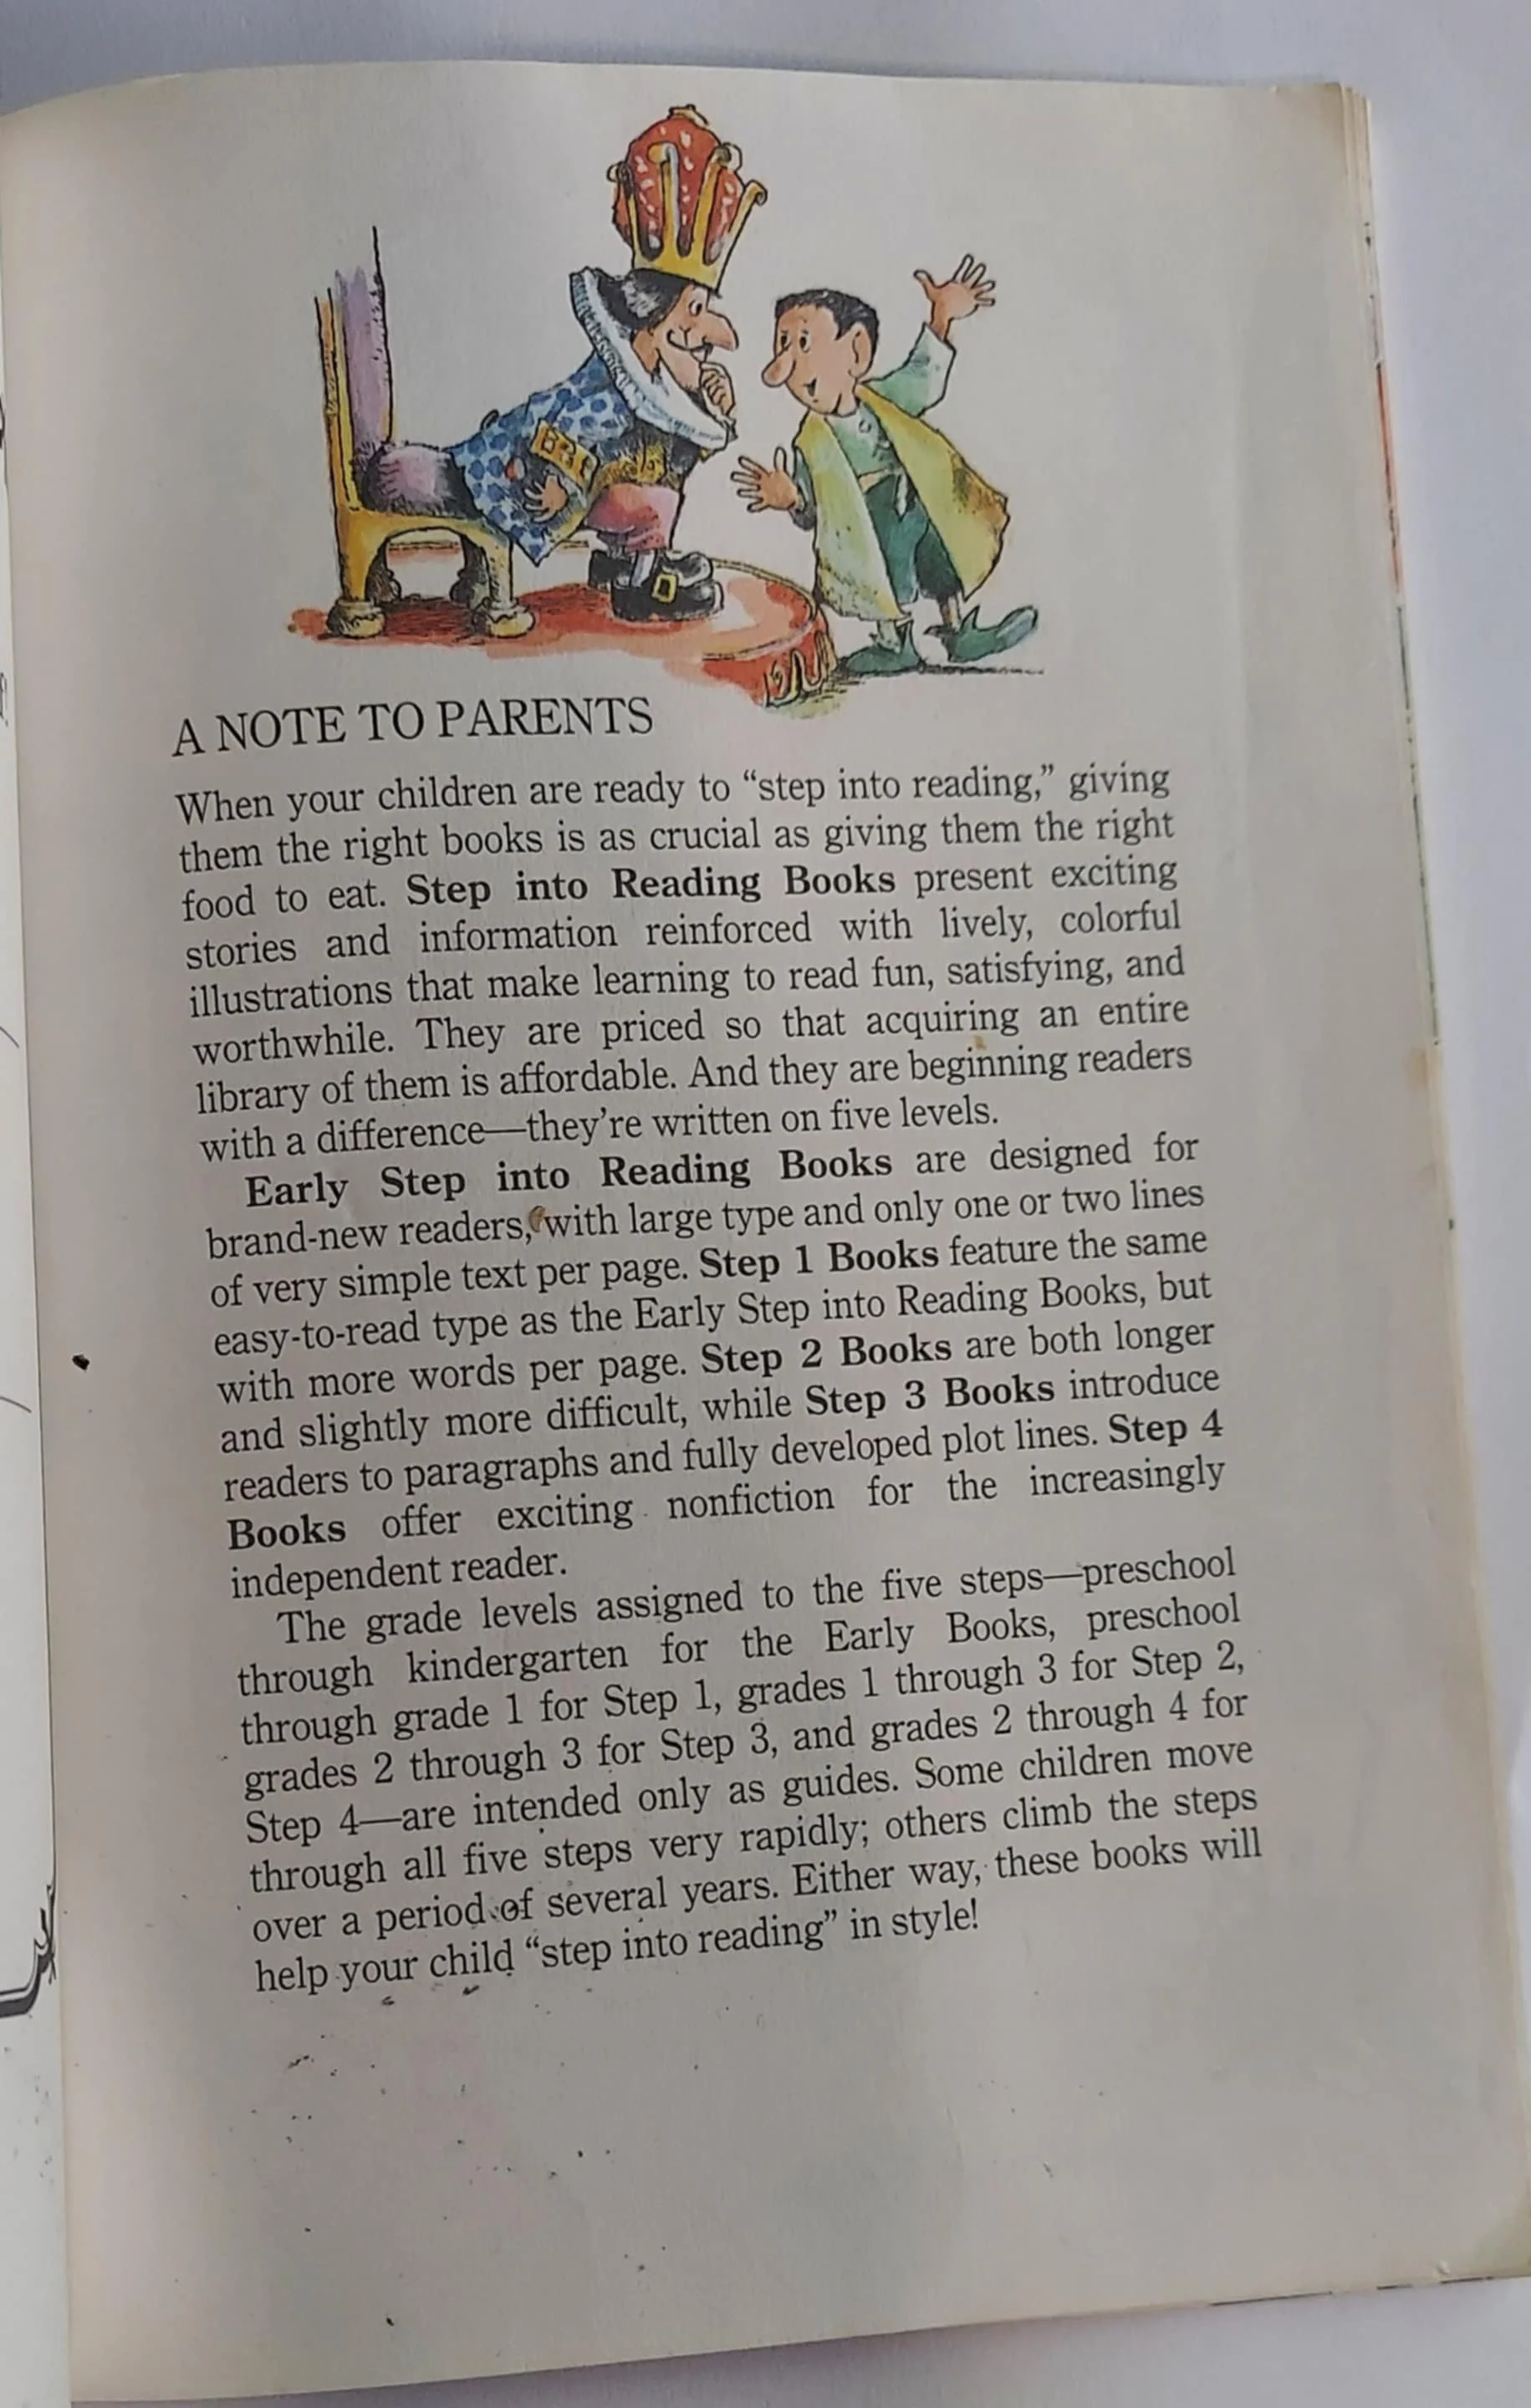 A NOTE TO PARENTS
When your children are ready to “step into reading,” giving
them the right books is as crucial as giving them the right
food to eat. Step into Reading Books present exciting
stories and information reinforced with lively, colorful
illustrations that make learning to read fun, satisfying, and
worthwhile. They are priced so that acquiring an entire
library of them is affordable. And they are beginning readers
with a difference—they’re written on five levels.
Early Step into Reading Books are designed for
brand-new readers, with large type and only one or two lines
of very simple text per page. Step 1 Books feature the same
easy-to-read type as the Early Step into Reading Books, but
with more words per page. Step 2 Books are both longer
and slightly more difficult, while Step 3 Books introduce
readers to paragraphs and fully developed plot lines. Step 4
Books offer exciting nonfiction for the increasingly
independent reader.
The grade levels assigned to the five steps—preschool
through kindergarten for the Early Books, preschool
through grade 1 for Step 1, grades 1 through 3 for Step 2,
grades 2 through 3 for Step 3, and grades 2 through 4 for
Step 4—are intended only as guides. Some children move
through all five steps very rapidly; others climb the steps
over a period of several years. Either way, these books will
help your child “step into reading” in style!